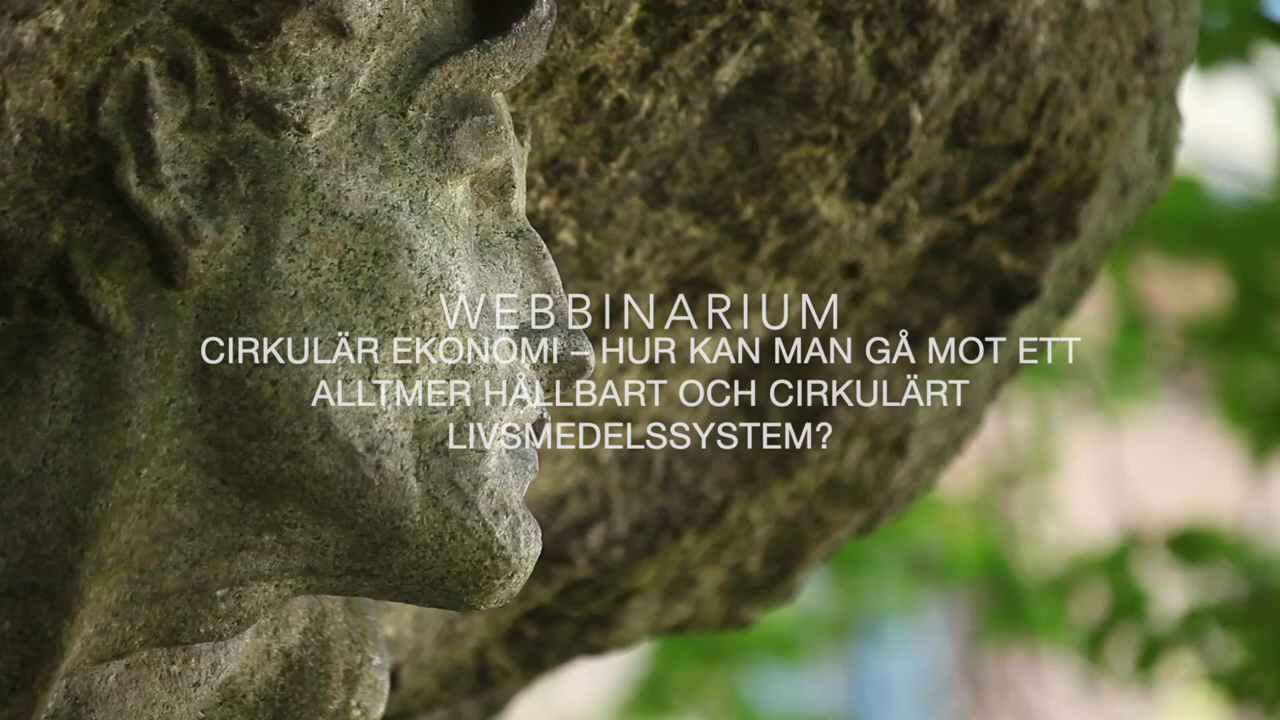 WEBBINARIUM
CIRKULÄR EKONOMI – HUR KAN MAN GÅ MOT ETT
ALLTMER HÅLLBART OCH CIRKULÄRT
LIVSMEDELSSYSTEM?